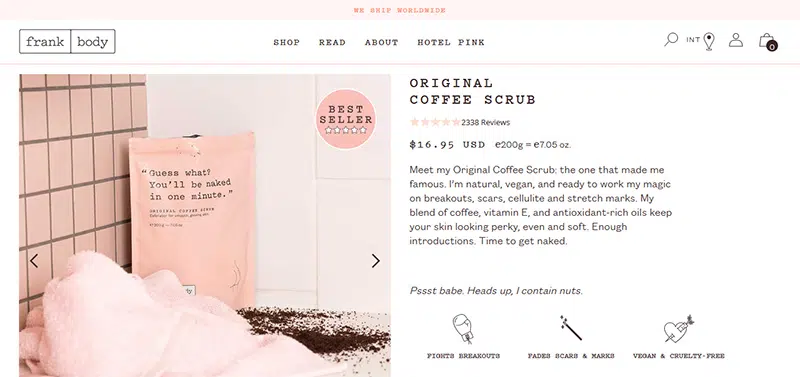 WE SHIP WORLDWIDE
frank body
SHOP READ ABOUT HOTEL PINK
INT
0
BEST
SELLER
"Guess what?
You'll be naked
in one minute."
ORIGINAL COFFEE SCRUB
ORIGINAL
COFFEE SCRUB
2338 Reviews
$16.95 USD ℮200g = ℮7.05 oz.
Meet my Original Coffee Scrub: the one that made me
famous. I'm natural, vegan, and ready to work my magic
on breakouts, scars, cellulite and stretch marks. My
blend of coffee, vitamin E, and antioxidant-rich oils keep
your skin looking perky, even and soft. Enough
introductions. Time to get naked.
Pssst babe. Heads up, I contain nuts.
FIGHTS BREAKOUTS
FADES SCARS & MARKS
VEGAN & CRUELTY-FREE